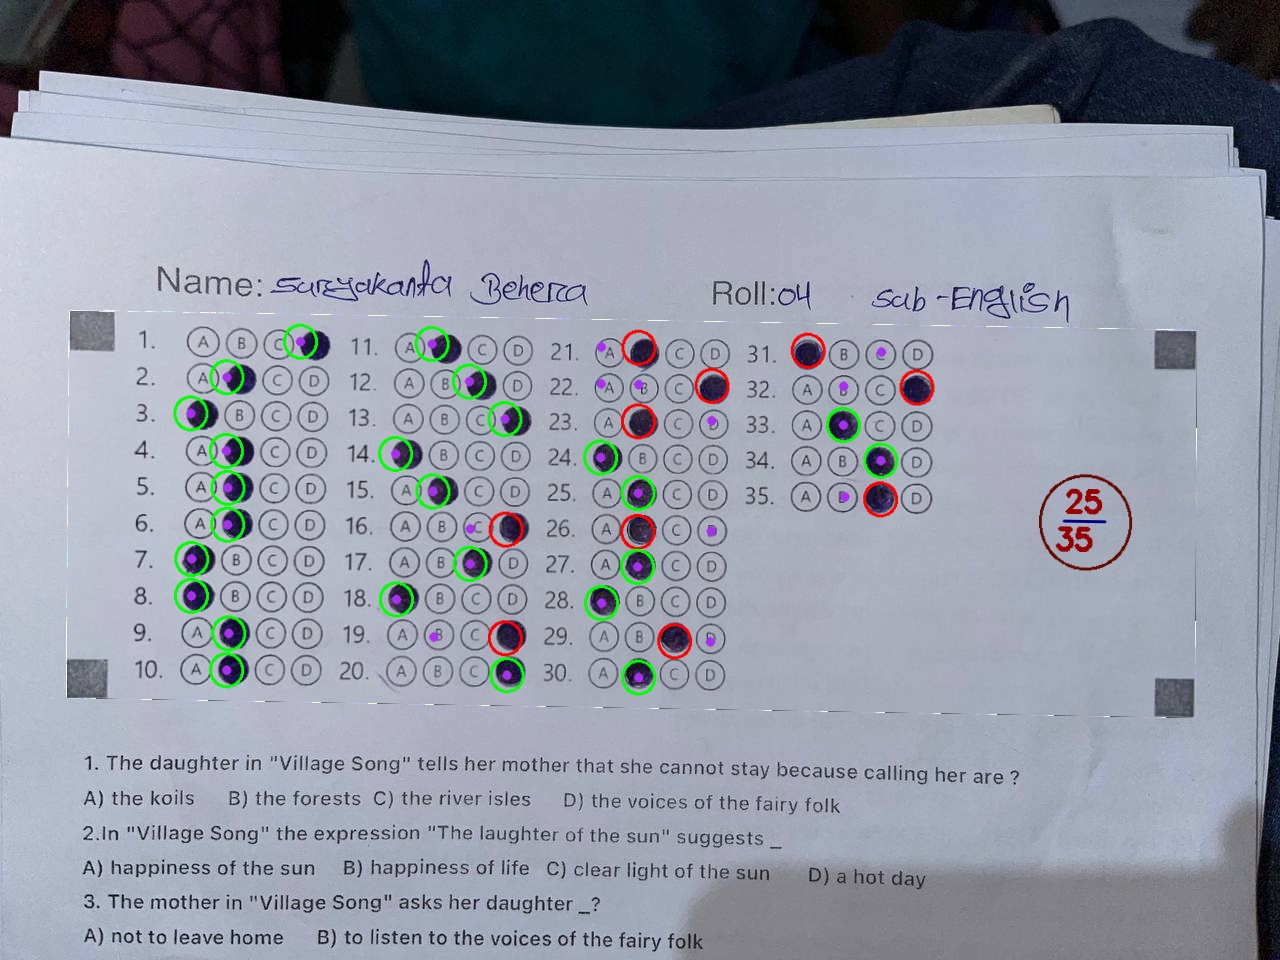 Name: Suryakanta Behera Roll:04 Sub-English
1. A B C 11. A C D 21. A C D 31. B D
2. A C D 12. A B D 22. A B C 32. A B C
3. B C D 13. A B C 23. A C D 33. A C D
4. A C D 14. B C D 24. B C D 34. A B D
5. A C D 15. A C D 25. A C D 35. A B D
6. A C D 16. A B C 26. A C D
7. B C D 17. A B D 27. A C D
8. B C D 18. B C D 28. B C D
9. A C D 19. A B C 29. A B D
10. A C D 20. A B C 30. A C D
25
35
1. The daughter in "Village Song" tells her mother that she cannot stay because calling her are ?
A) the koils B) the forests C) the river isles D) the voices of the fairy folk
2.In "Village Song" the expression "The laughter of the sun" suggests _
A) happiness of the sun B) happiness of life C) clear light of the sun D) a hot day
3. The mother in "Village Song" asks her daughter _?
A) not to leave home B) to listen to the voices of the fairy folk